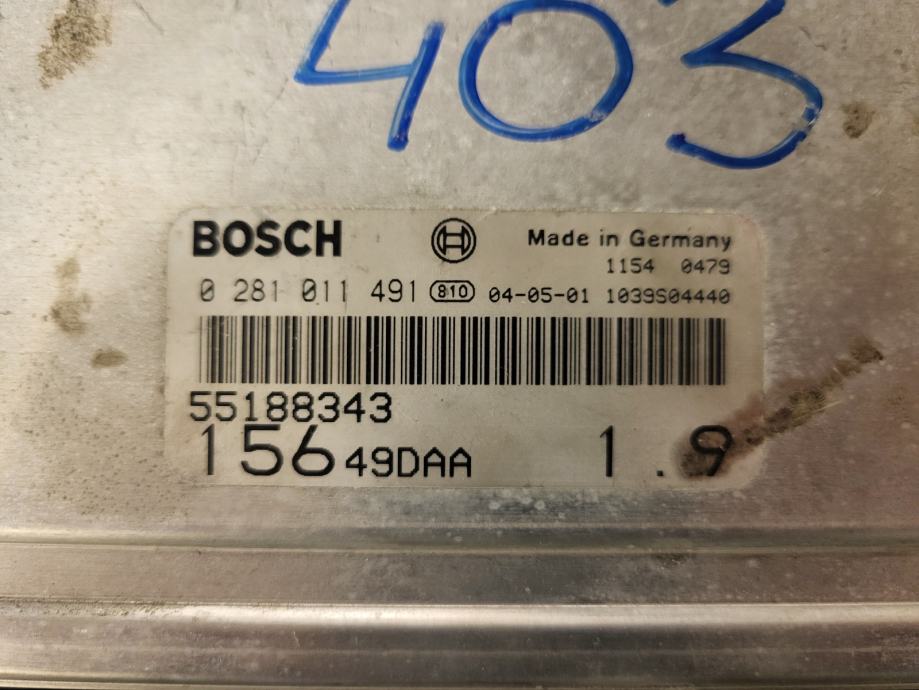 403
BOSCH Made in Germany
1154 0479
0 281 011 491 810 04-05-01 1039S04440
55188343
156 49DAA 1.9